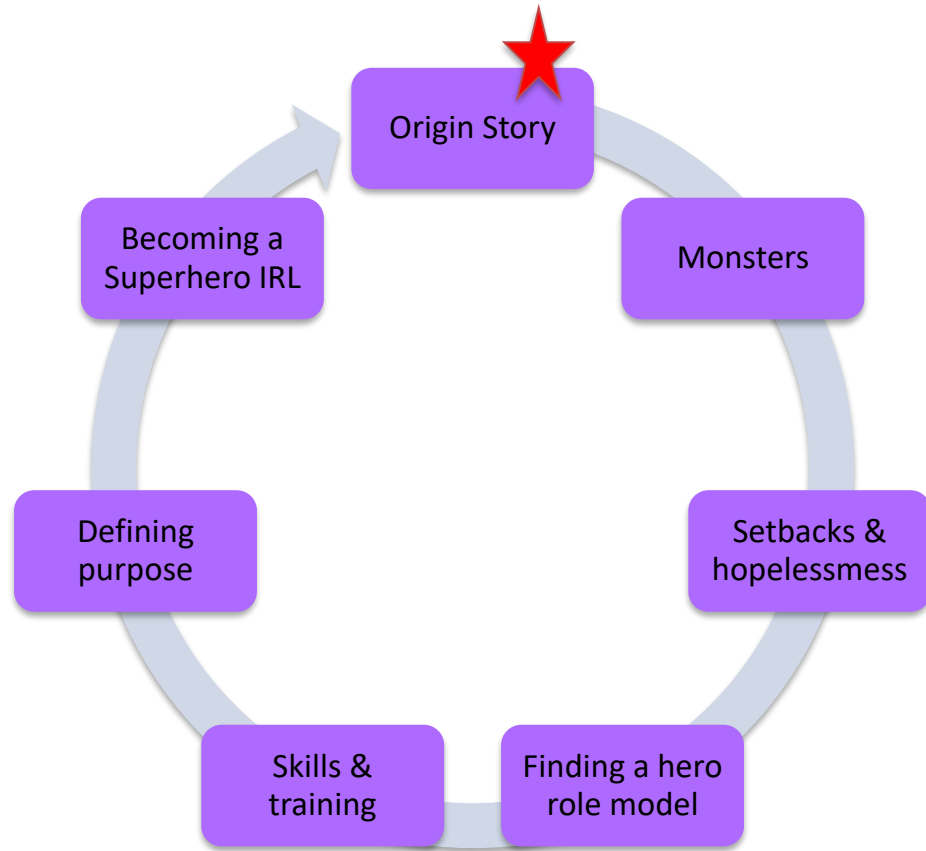 Origin Story
Monsters
Setbacks &
hopelessmess
Finding a hero
role model
Skills &
training
Defining
purpose
Becoming a
Superhero IRL